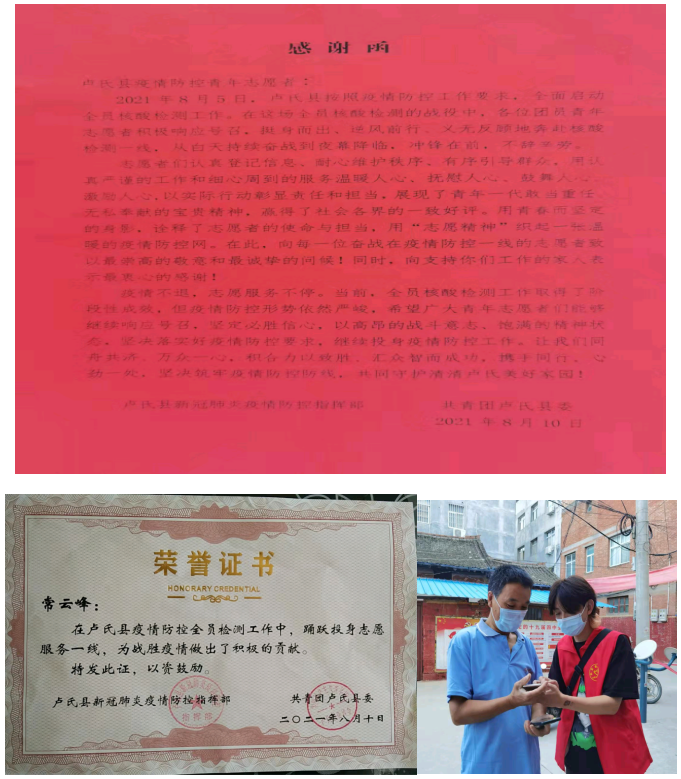 感谢函
卢氏县疫情防控青年志愿者：
2021年8月5日，卢氏县按照疫情防控工作要求，全面启动
全员核酸检测工作。在这场全员核酸检测的战役中，各位团员青年
志愿者积极响应号召，挺身而出、逆风前行、义无反顾地奔赴核酸
检测一线，从白天持续奋战到夜幕降临，冲锋在前，不辞辛劳。
志愿者们认真登记信息、耐心维护秩序、有序引导群众，用认
真严谨的工作和细心周到的服务温暖人心、抚慰人心、鼓舞人心、
激励人心，以实际行动彰显责任和担当，展现了青年一代敢当重任、
无私奉献的宝贵精神，赢得了社会各界的一致好评。用青春而坚定
的身影，诠释了志愿者的使命与担当，用“志愿精神”织起一张温
暖的疫情防控网。在此，向每一位奋战在疫情防控一线的志愿者致
以最崇高的敬意和最诚挚的问候！同时，向支持你们工作的家人表
示最衷心的感谢！
疫情不退，志愿服务不停。当前，全员核酸检测工作取得了阶
段性成效，但疫情防控形势依然严峻，希望广大青年志愿者们能够
继续响应号召，坚定必胜信心，以高昂的战斗意志、饱满的精神状
态，坚决落实好疫情防控要求，继续投身疫情防控工作。让我们同
舟共济、万众一心，积合力以致胜、汇众智而成功，携手同行、心
劲一处，坚决筑牢疫情防控防线，共同守护清清卢氏美好家园！
卢氏县新冠肺炎疫情防控指挥部 共青团卢氏县委
2021年8月10日
荣誉证书
HONORARY CREDENTIAL
常云峰：
在卢氏县疫情防控全员检测工作中，踊跃投身志愿
服务一线，为战胜疫情做出了积极的贡献。
特发此证，以资鼓励。
卢氏县新冠肺炎疫情防控指挥部 共青团卢氏县委
二〇二一年八月十日
指挥部